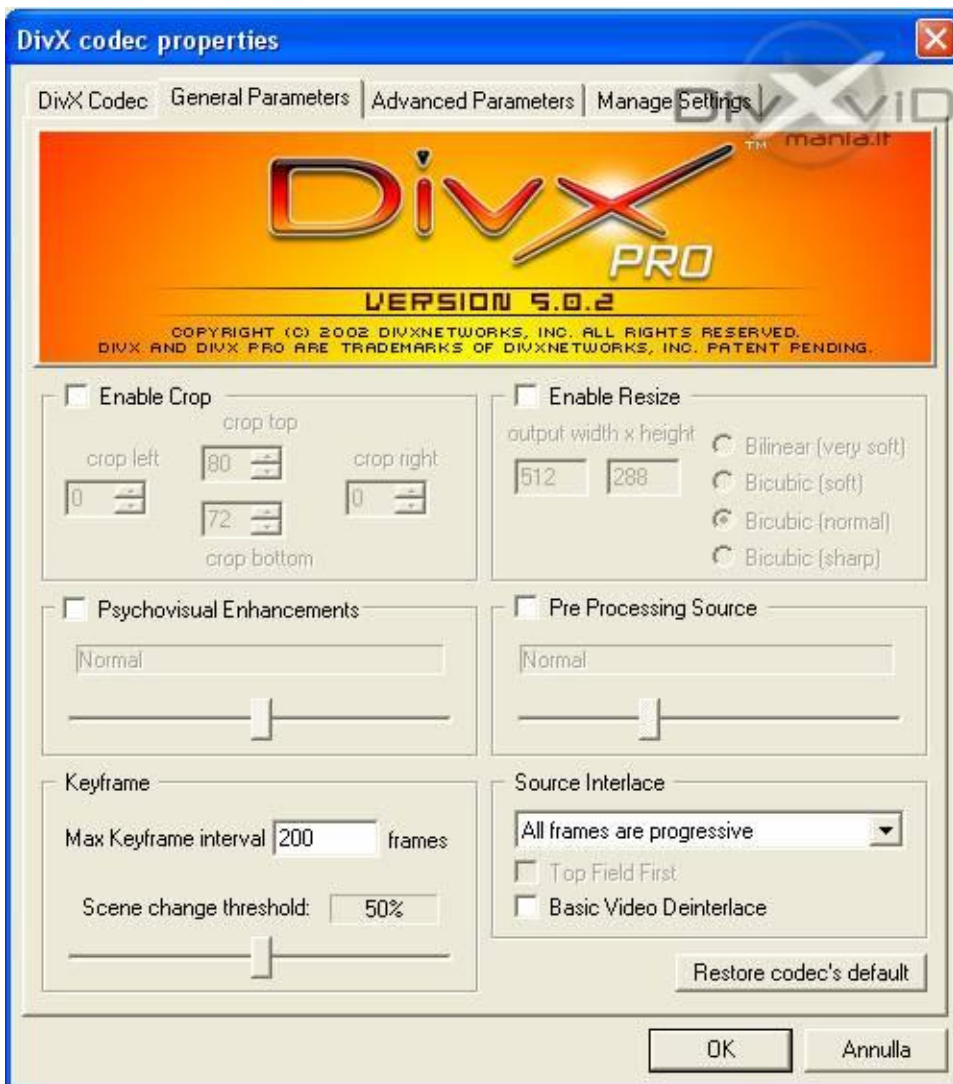 DivX codec properties
DivX Codec General Parameters Advanced Parameters Manage Settings
DivXviD
mania.it
DivX™
PRO
VERSION 5.0.2
COPYRIGHT (C) 2002 DIVXNETWORKS, INC. ALL RIGHTS RESERVED.
DIVX AND DIVX PRO ARE TRADEMARKS OF DIVXNETWORKS, INC. PATENT PENDING.
Enable Crop
crop top
crop left 80 crop right
0 0
72
crop bottom
Enable Resize
output width x height
512 288
Bilinear (very soft)
Bicubic (soft)
Bicubic (normal)
Bicubic (sharp)
Psychovisual Enhancements
Normal
Pre Processing Source
Normal
Keyframe
Max Keyframe interval 200 frames
Scene change threshold: 50%
Source Interlace
All frames are progressive
Top Field First
Basic Video Deinterlace
Restore codec's default
OK Annulla